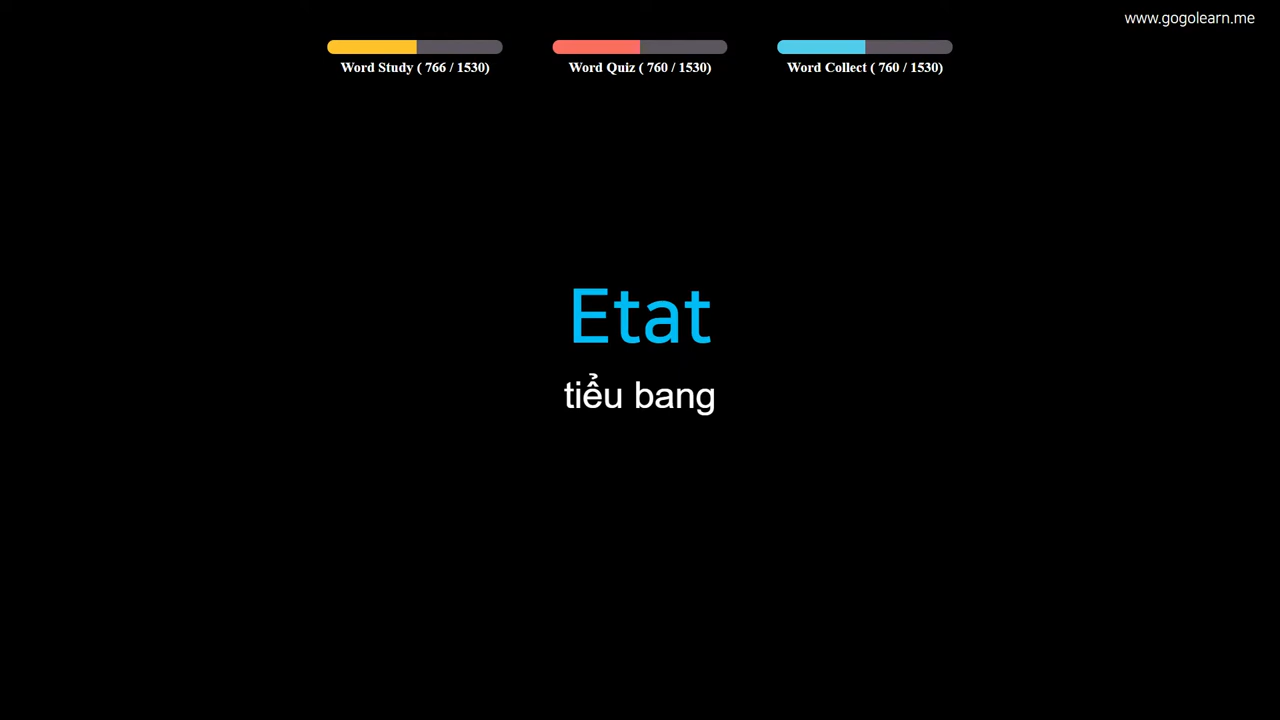 www.gogolearn.me
Word Study ( 766 / 1530)
Word Quiz ( 760 / 1530)
Word Collect ( 760 / 1530)
Etat
tiểu bang